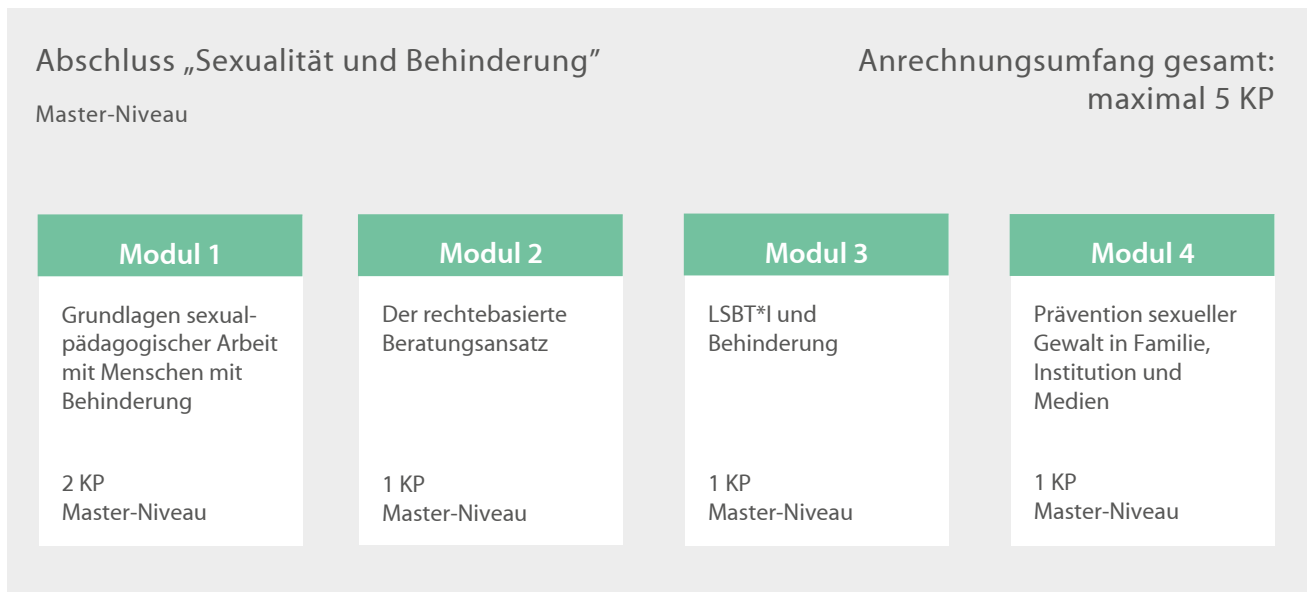 Abschluss „Sexualität und Behinderung”
Master-Niveau
Anrechnungsumfang gesamt:
maximal 5 KP
Modul 1
Grundlagen sexual-
pädagogischer Arbeit
mit Menschen mit
Behinderung
2 KP
Master-Niveau
Modul 2
Der rechtebasierte
Beratungsansatz
1 KP
Master-Niveau
Modul 3
LSBT*I und
Behinderung
1 KP
Master-Niveau
Modul 4
Prävention sexueller
Gewalt in Familie,
Institution und
Medien
1 KP
Master-Niveau